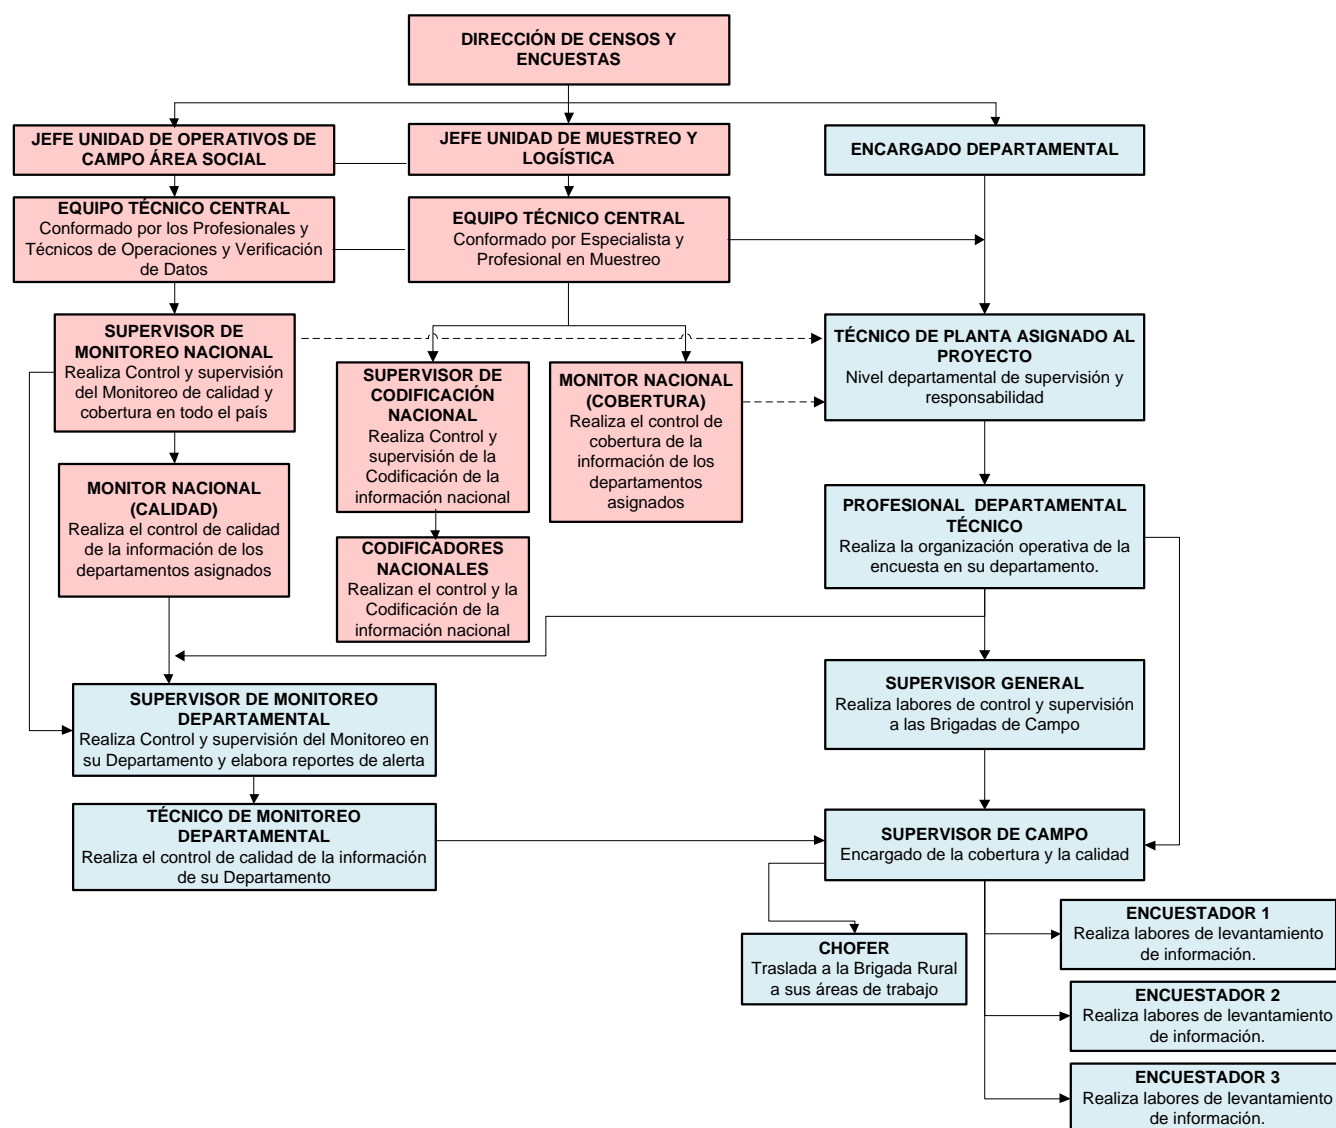 DIRECCIÓN DE CENSOS Y
ENCUESTAS
JEFE UNIDAD DE OPERATIVOS DE
CAMPO ÁREA SOCIAL
JEFE UNIDAD DE MUESTREO Y
LOGÍSTICA
ENCARGADO DEPARTAMENTAL
EQUIPO TÉCNICO CENTRAL
Conformado por los Profesionales y
Técnicos de Operaciones y Verificación
de Datos
EQUIPO TÉCNICO CENTRAL
Conformado por Especialista y
Profesional en Muestreo
SUPERVISOR DE
MONITOREO NACIONAL
Realiza Control y supervisión
del Monitoreo de calidad y
cobertura en todo el país
SUPERVISOR DE
CODIFICACIÓN
NACIONAL
Realiza Control y
supervisión de la
Codificación de la
información nacional
MONITOR NACIONAL
(COBERTURA)
Realiza el control de
cobertura de la
información de los
departamentos
asignados
TÉCNICO DE PLANTA ASIGNADO AL
PROYECTO
Nivel departamental de supervisión y
responsabilidad
MONITOR NACIONAL
(CALIDAD)
Realiza el control de calidad
de la información de los
departamentos asignados
CODIFICADORES
NACIONALES
Realizan el control y la
Codificación de la
información nacional
PROFESIONAL DEPARTAMENTAL
TÉCNICO
Realiza la organización operativa de la
encuesta en su departamento.
SUPERVISOR DE MONITOREO
DEPARTAMENTAL
Realiza Control y supervisión del Monitoreo en
su Departamento y elabora reportes de alerta
SUPERVISOR GENERAL
Realiza labores de control y supervisión
a las Brigadas de Campo
TÉCNICO DE MONITOREO
DEPARTAMENTAL
Realiza el control de calidad de la información
de su Departamento
SUPERVISOR DE CAMPO
Encargado de la cobertura y la calidad
CHOFER
Traslada a la Brigada Rural
a sus áreas de trabajo
ENCUESTADOR 1
Realiza labores de levantamiento
de información.
ENCUESTADOR 2
Realiza labores de levantamiento
de información.
ENCUESTADOR 3
Realiza labores de levantamiento
de información.